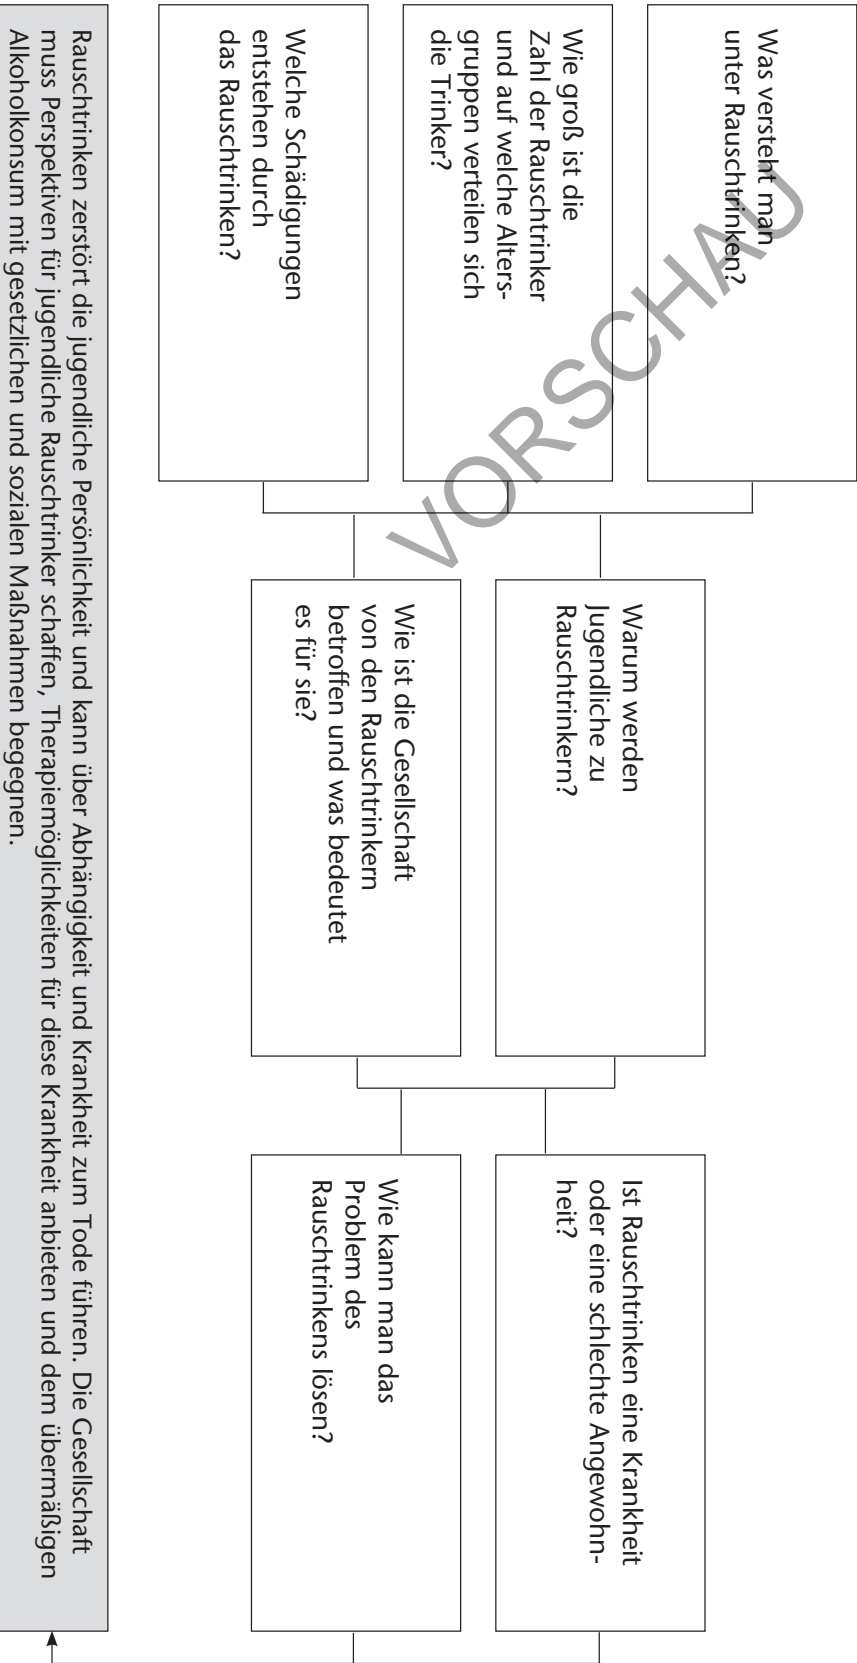 Was versteht man
unter Rauschtrinken?
Wie groß ist die
Zahl der Rauschtrinker
und auf welche Alters-
gruppen verteilen sich
die Trinker?
Welche Schädigungen
entstehen durch
das Rauschtrinken?
Warum werden
Jugendliche zu
Rauschtrinkern?
Wie ist die Gesellschaft
von den Rauschtrinkern
betroffen und was bedeutet
es für sie?
Ist Rauschtrinken eine Krankheit
oder eine schlechte Angewohn-
heit?
Wie kann man das
Problem des
Rauschtrinkens lösen?
Rauschtrinken zerstört die jugendliche Persönlichkeit und kann über Abhängigkeit und Krankheit zum Tode führen. Die Gesellschaft
muss Perspektiven für jugendliche Rauschtrinker schaffen, Therapiemöglichkeiten für diese Krankheit anbieten und dem übermäßigen
Alkoholkonsum mit gesetzlichen und sozialen Maßnahmen begegnen.
VORSCHAU